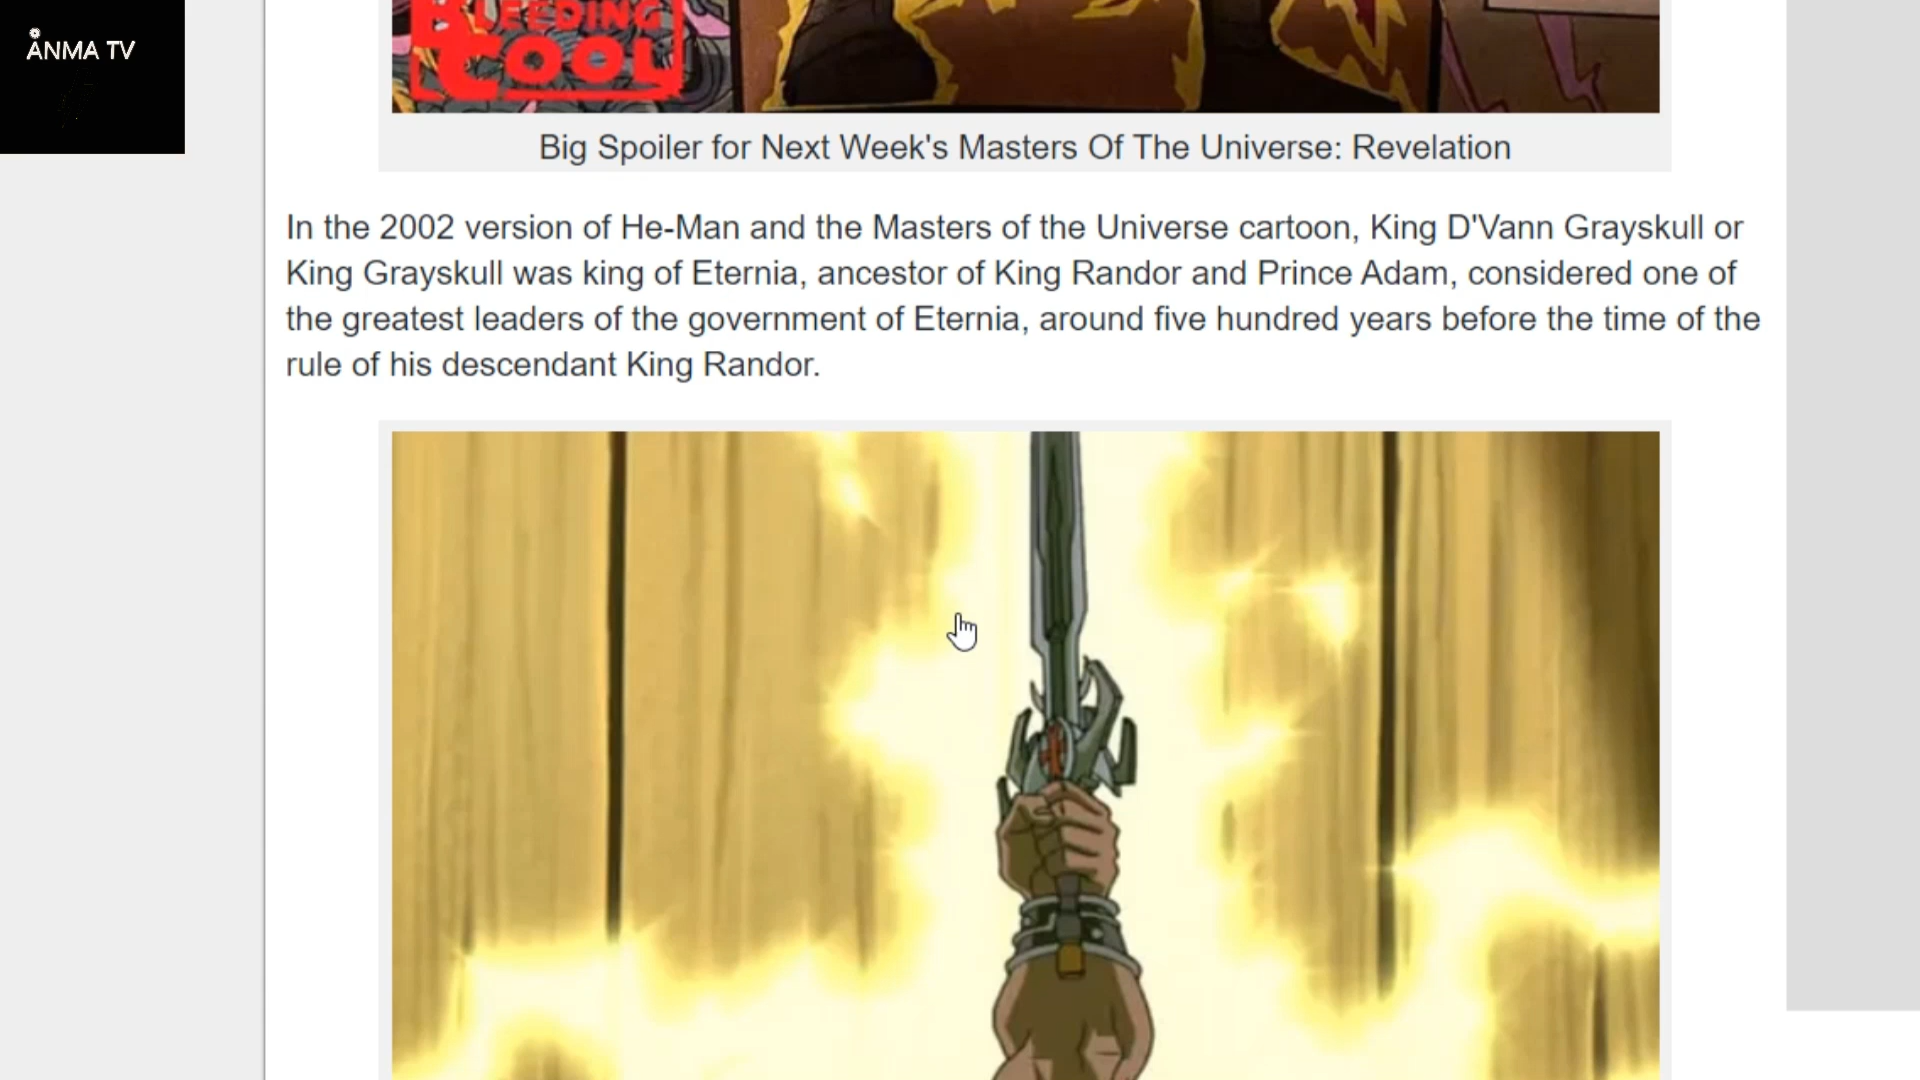 ANMA TV
BLEEDING
COOL
Big Spoiler for Next Week's Masters Of The Universe: Revelation
In the 2002 version of He-Man and the Masters of the Universe cartoon, King D'Vann Grayskull or
King Grayskull was king of Eternia, ancestor of King Randor and Prince Adam, considered one of
the greatest leaders of the government of Eternia, around five hundred years before the time of the
rule of his descendant King Randor.